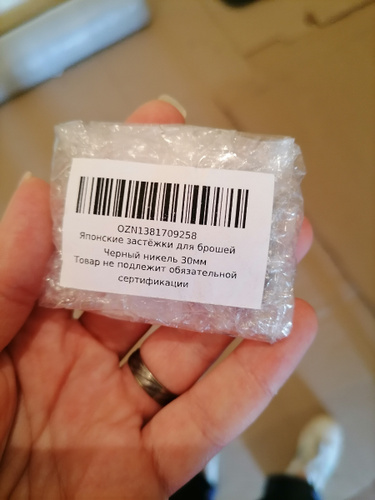 OZN1381709258
Японские застёжки для брошей
Черный никель 30мм
Товар не подлежит обязательной
сертификации